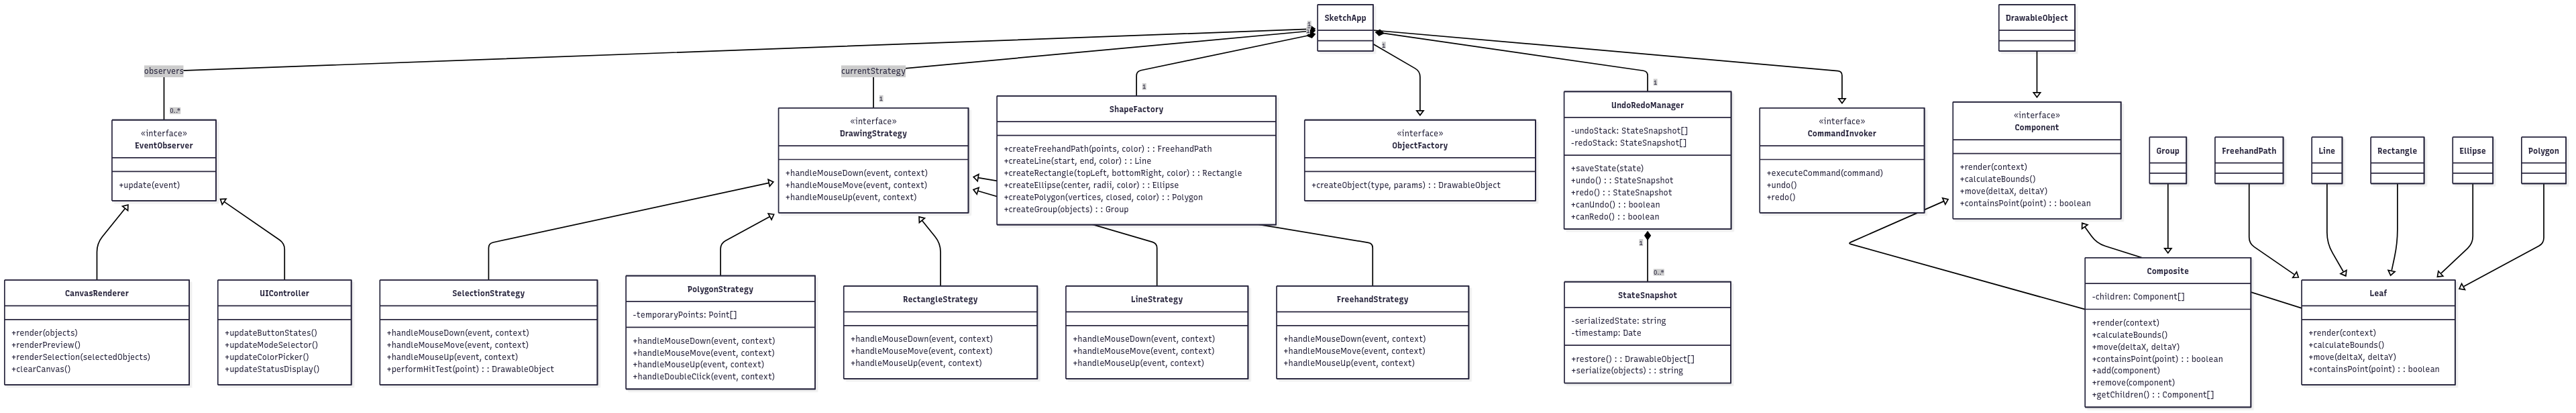 SketchApp
DrawableObject
1
1
1
observers
currentStrategy
1
1
1
0..*
1
«interface»
EventObserver
+update(event)
«interface»
DrawingStrategy
+handleMouseDown(event, context)
+handleMouseMove(event, context)
+handleMouseUp(event, context)
ShapeFactory
+createFreehandPath(points, color) : : FreehandPath
+createLine(start, end, color) : : Line
+createRectangle(topLeft, bottomRight, color) : : Rectangle
+createEllipse(center, radii, color) : : Ellipse
+createPolygon(vertices, closed, color) : : Polygon
+createGroup(objects) : : Group
«interface»
ObjectFactory
+createObject(type, params) : : DrawableObject
UndoRedoManager
-undoStack: StateSnapshot[]
-redoStack: StateSnapshot[]
+saveState(state)
+undo() : : StateSnapshot
+redo() : : StateSnapshot
+canUndo() : : boolean
+canRedo() : : boolean
«interface»
CommandInvoker
+executeCommand(command)
+undo()
+redo()
«interface»
Component
+render(context)
+calculateBounds()
+move(deltaX, deltaY)
+containsPoint(point) : : boolean
Group
FreehandPath
Line
Rectangle
Ellipse
Polygon
1
0..*
CanvasRenderer
+render(objects)
+renderPreview()
+renderSelection(selectedObjects)
+clearCanvas()
UIController
+updateButtonStates()
+updateModeSelector()
+updateColorPicker()
+updateStatusDisplay()
SelectionStrategy
+handleMouseDown(event, context)
+handleMouseMove(event, context)
+handleMouseUp(event, context)
+performHitTest(point) : : DrawableObject
PolygonStrategy
-temporaryPoints: Point[]
+handleMouseDown(event, context)
+handleMouseMove(event, context)
+handleMouseUp(event, context)
+handleDoubleClick(event, context)
RectangleStrategy
+handleMouseDown(event, context)
+handleMouseMove(event, context)
+handleMouseUp(event, context)
LineStrategy
+handleMouseDown(event, context)
+handleMouseMove(event, context)
+handleMouseUp(event, context)
FreehandStrategy
+handleMouseDown(event, context)
+handleMouseMove(event, context)
+handleMouseUp(event, context)
StateSnapshot
-serializedState: string
-timestamp: Date
+restore() : : DrawableObject[]
+serialize(objects) : : string
Composite
-children: Component[]
+render(context)
+calculateBounds()
+move(deltaX, deltaY)
+containsPoint(point) : : boolean
+add(component)
+remove(component)
+getChildren() : : Component[]
Leaf
+render(context)
+calculateBounds()
+move(deltaX, deltaY)
+containsPoint(point) : : boolean